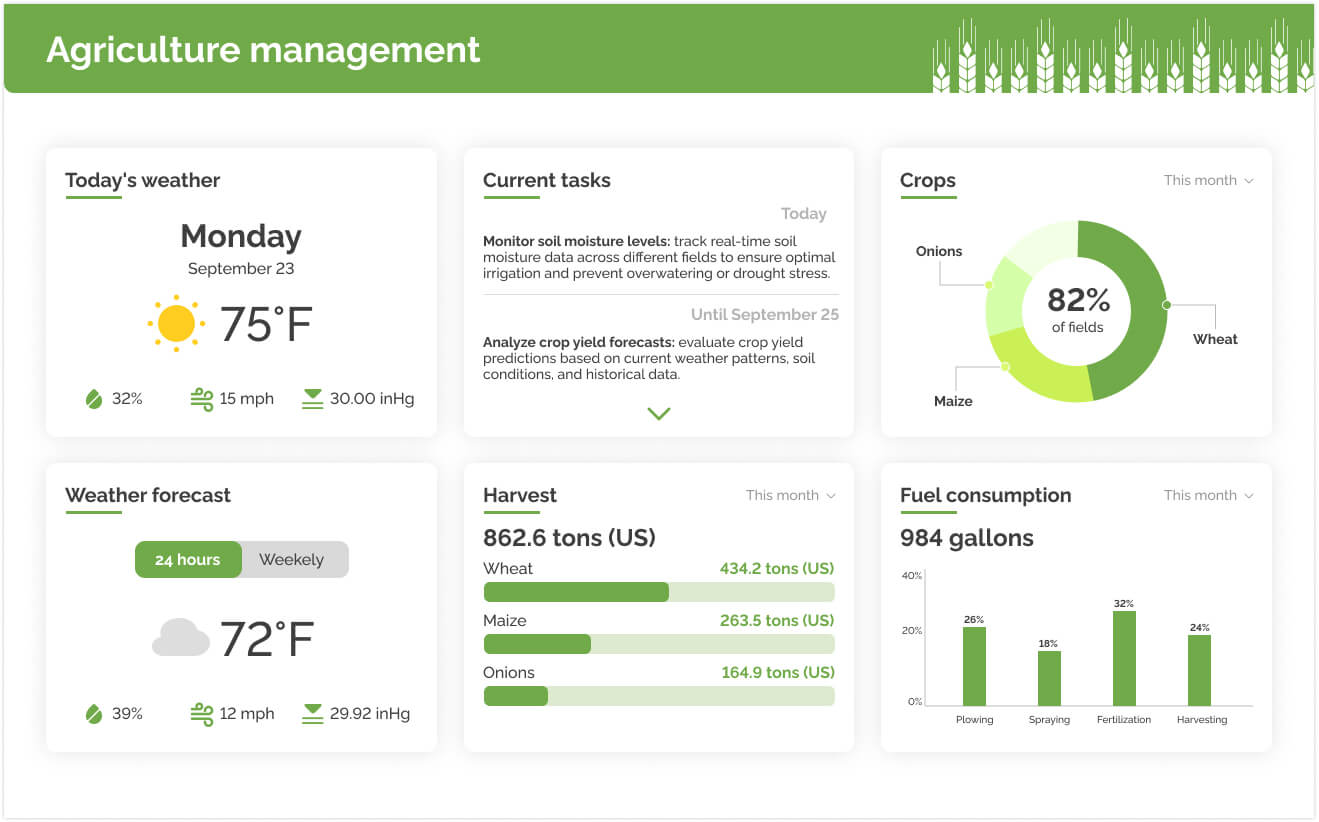 Agriculture management
Today's weather
Monday
September 23
75°F
32%
15 mph
30.00 inHg
Current tasks
Today
Monitor soil moisture levels: track real-time soil
moisture data across different fields to ensure optimal
irrigation and prevent overwatering or drought stress.
Until September 25
Analyze crop yield forecasts: evaluate crop yield
predictions based on current weather patterns, soil
conditions, and historical data.
Crops
This month
Onions
82%
of fields
Wheat
Maize
Weather forecast
24 hours
Weekely
72°F
39%
12 mph
29.92 inHg
Harvest
This month
862.6 tons (US)
Wheat
434.2 tons (US)
Maize
263.5 tons (US)
Onions
164.9 tons (US)
Fuel consumption
This month
984 gallons
40%
20%
0%
26%
18%
32%
24%
Plowing
Spraying
Fertilization
Harvesting